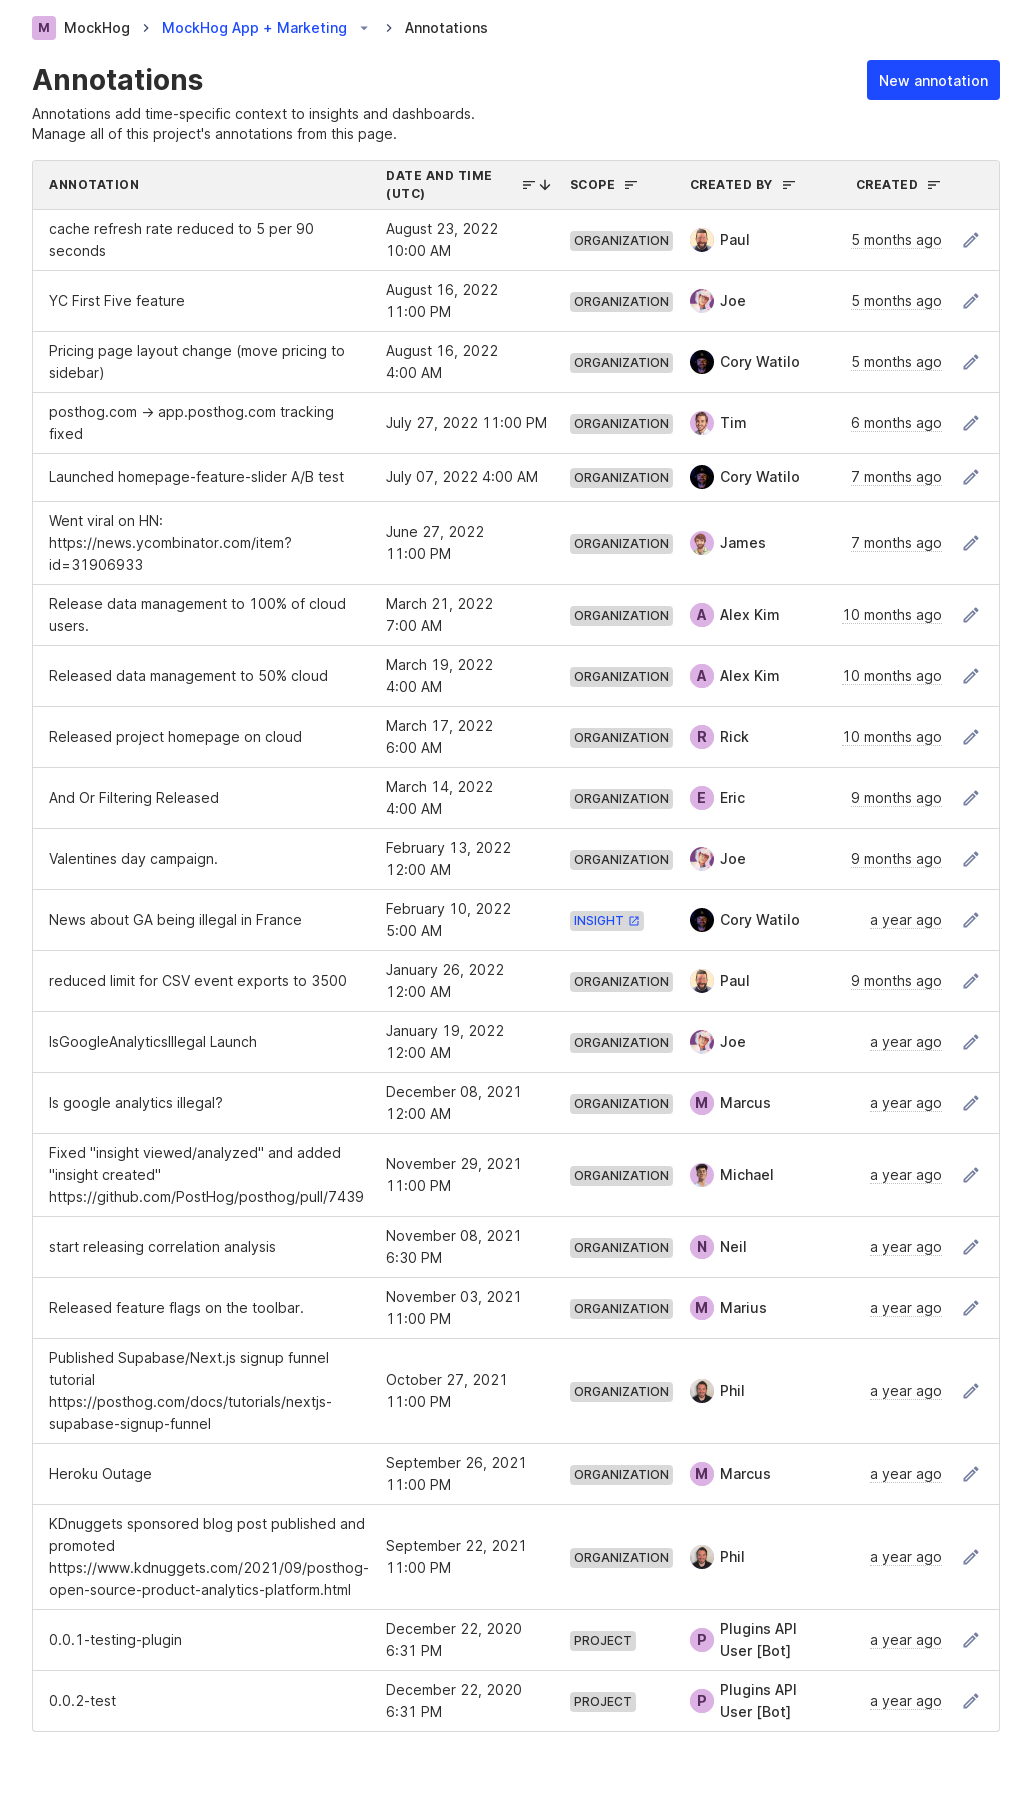 M MockHog > MockHog App + Marketing > Annotations
Annotations
New annotation
Annotations add time-specific context to insights and dashboards.
Manage all of this project's annotations from this page.
ANNOTATION DATE AND TIME (UTC) SCOPE CREATED BY CREATED
cache refresh rate reduced to 5 per 90
seconds
August 23, 2022
10:00 AM
ORGANIZATION Paul 5 months ago
YC First Five feature
August 16, 2022
11:00 PM
ORGANIZATION Joe 5 months ago
Pricing page layout change (move pricing to
sidebar)
August 16, 2022
4:00 AM
ORGANIZATION Cory Watilo 5 months ago
posthog.com → app.posthog.com tracking
fixed
July 27, 2022 11:00 PM ORGANIZATION Tim 6 months ago
Launched homepage-feature-slider A/B test July 07, 2022 4:00 AM ORGANIZATION Cory Watilo 7 months ago
Went viral on HN:
https://news.ycombinator.com/item?
id=31906933
June 27, 2022
11:00 PM
ORGANIZATION James 7 months ago
Release data management to 100% of cloud
users.
March 21, 2022
7:00 AM
ORGANIZATION A Alex Kim 10 months ago
Released data management to 50% cloud
March 19, 2022
4:00 AM
ORGANIZATION A Alex Kim 10 months ago
Released project homepage on cloud
March 17, 2022
6:00 AM
ORGANIZATION R Rick 10 months ago
And Or Filtering Released
March 14, 2022
4:00 AM
ORGANIZATION E Eric 9 months ago
Valentines day campaign.
February 13, 2022
12:00 AM
ORGANIZATION Joe 9 months ago
News about GA being illegal in France
February 10, 2022
5:00 AM
INSIGHT Cory Watilo a year ago
reduced limit for CSV event exports to 3500
January 26, 2022
12:00 AM
ORGANIZATION Paul 9 months ago
IsGoogleAnalyticsIllegal Launch
January 19, 2022
12:00 AM
ORGANIZATION Joe a year ago
Is google analytics illegal?
December 08, 2021
12:00 AM
ORGANIZATION M Marcus a year ago
Fixed "insight viewed/analyzed" and added
"insight created"
https://github.com/PostHog/posthog/pull/7439
November 29, 2021
11:00 PM
ORGANIZATION Michael a year ago
start releasing correlation analysis
November 08, 2021
6:30 PM
ORGANIZATION N Neil a year ago
Released feature flags on the toolbar.
November 03, 2021
11:00 PM
ORGANIZATION M Marius a year ago
Published Supabase/Next.js signup funnel
tutorial
https://posthog.com/docs/tutorials/nextjs-
supabase-signup-funnel
October 27, 2021
11:00 PM
ORGANIZATION Phil a year ago
Heroku Outage
September 26, 2021
11:00 PM
ORGANIZATION M Marcus a year ago
KDnuggets sponsored blog post published and
promoted
https://www.kdnuggets.com/2021/09/posthog-
open-source-product-analytics-platform.html
September 22, 2021
11:00 PM
ORGANIZATION Phil a year ago
0.0.1-testing-plugin
December 22, 2020
6:31 PM
PROJECT P Plugins API
User [Bot]
a year ago
0.0.2-test
December 22, 2020
6:31 PM
PROJECT P Plugins API
User [Bot]
a year ago